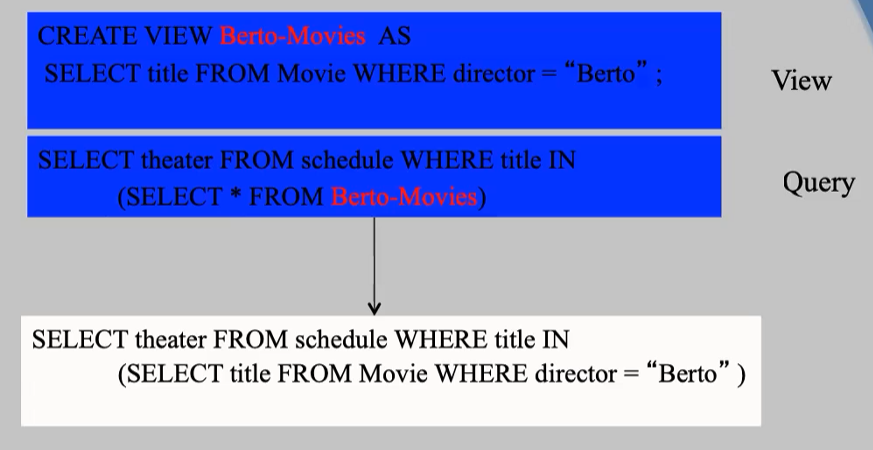 CREATE VIEW Berto-Movies AS
SELECT title FROM Movie WHERE director = “Berto” ;
View
SELECT theater FROM schedule WHERE title IN
(SELECT * FROM Berto-Movies)
Query
SELECT theater FROM schedule WHERE title IN
(SELECT title FROM Movie WHERE director = “Berto” )